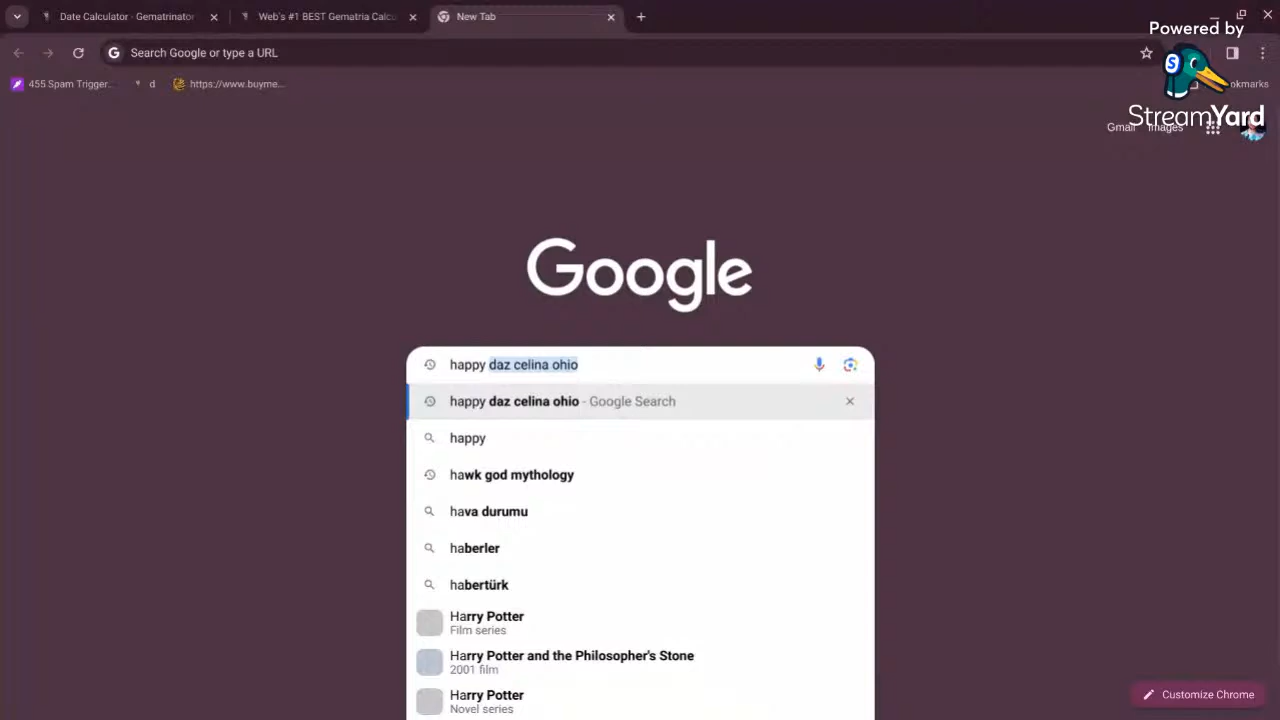 Date Calculator - Gematrinator
Web's #1 BEST Gematria Calcu
New Tab
Powered by
Search Google or type a URL
455 Spam Trigger...
d
https://www.buyme...
StreamYard
Gmail
Images
Google
happy daz celina ohio
happy daz celina ohio - Google Search
happy
hawk god mythology
hava durumu
haberler
habertürk
Harry Potter
Film series
Harry Potter and the Philosopher's Stone
2001 film
Harry Potter
Novel series
Customize Chrome